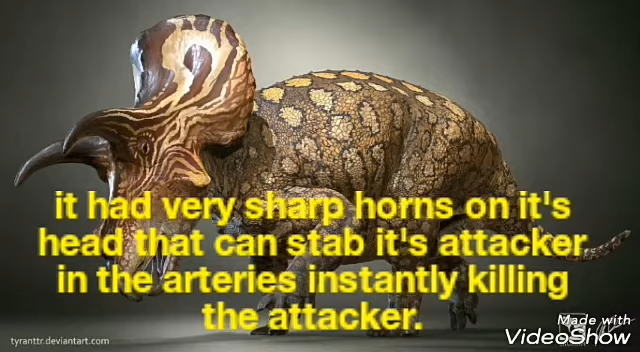 it had very sharp horns on it's
head that can stab it's attacker
in the arteries instantly killing
the attacker.
Made with
VideoShow
tyranttr.deviantart.com